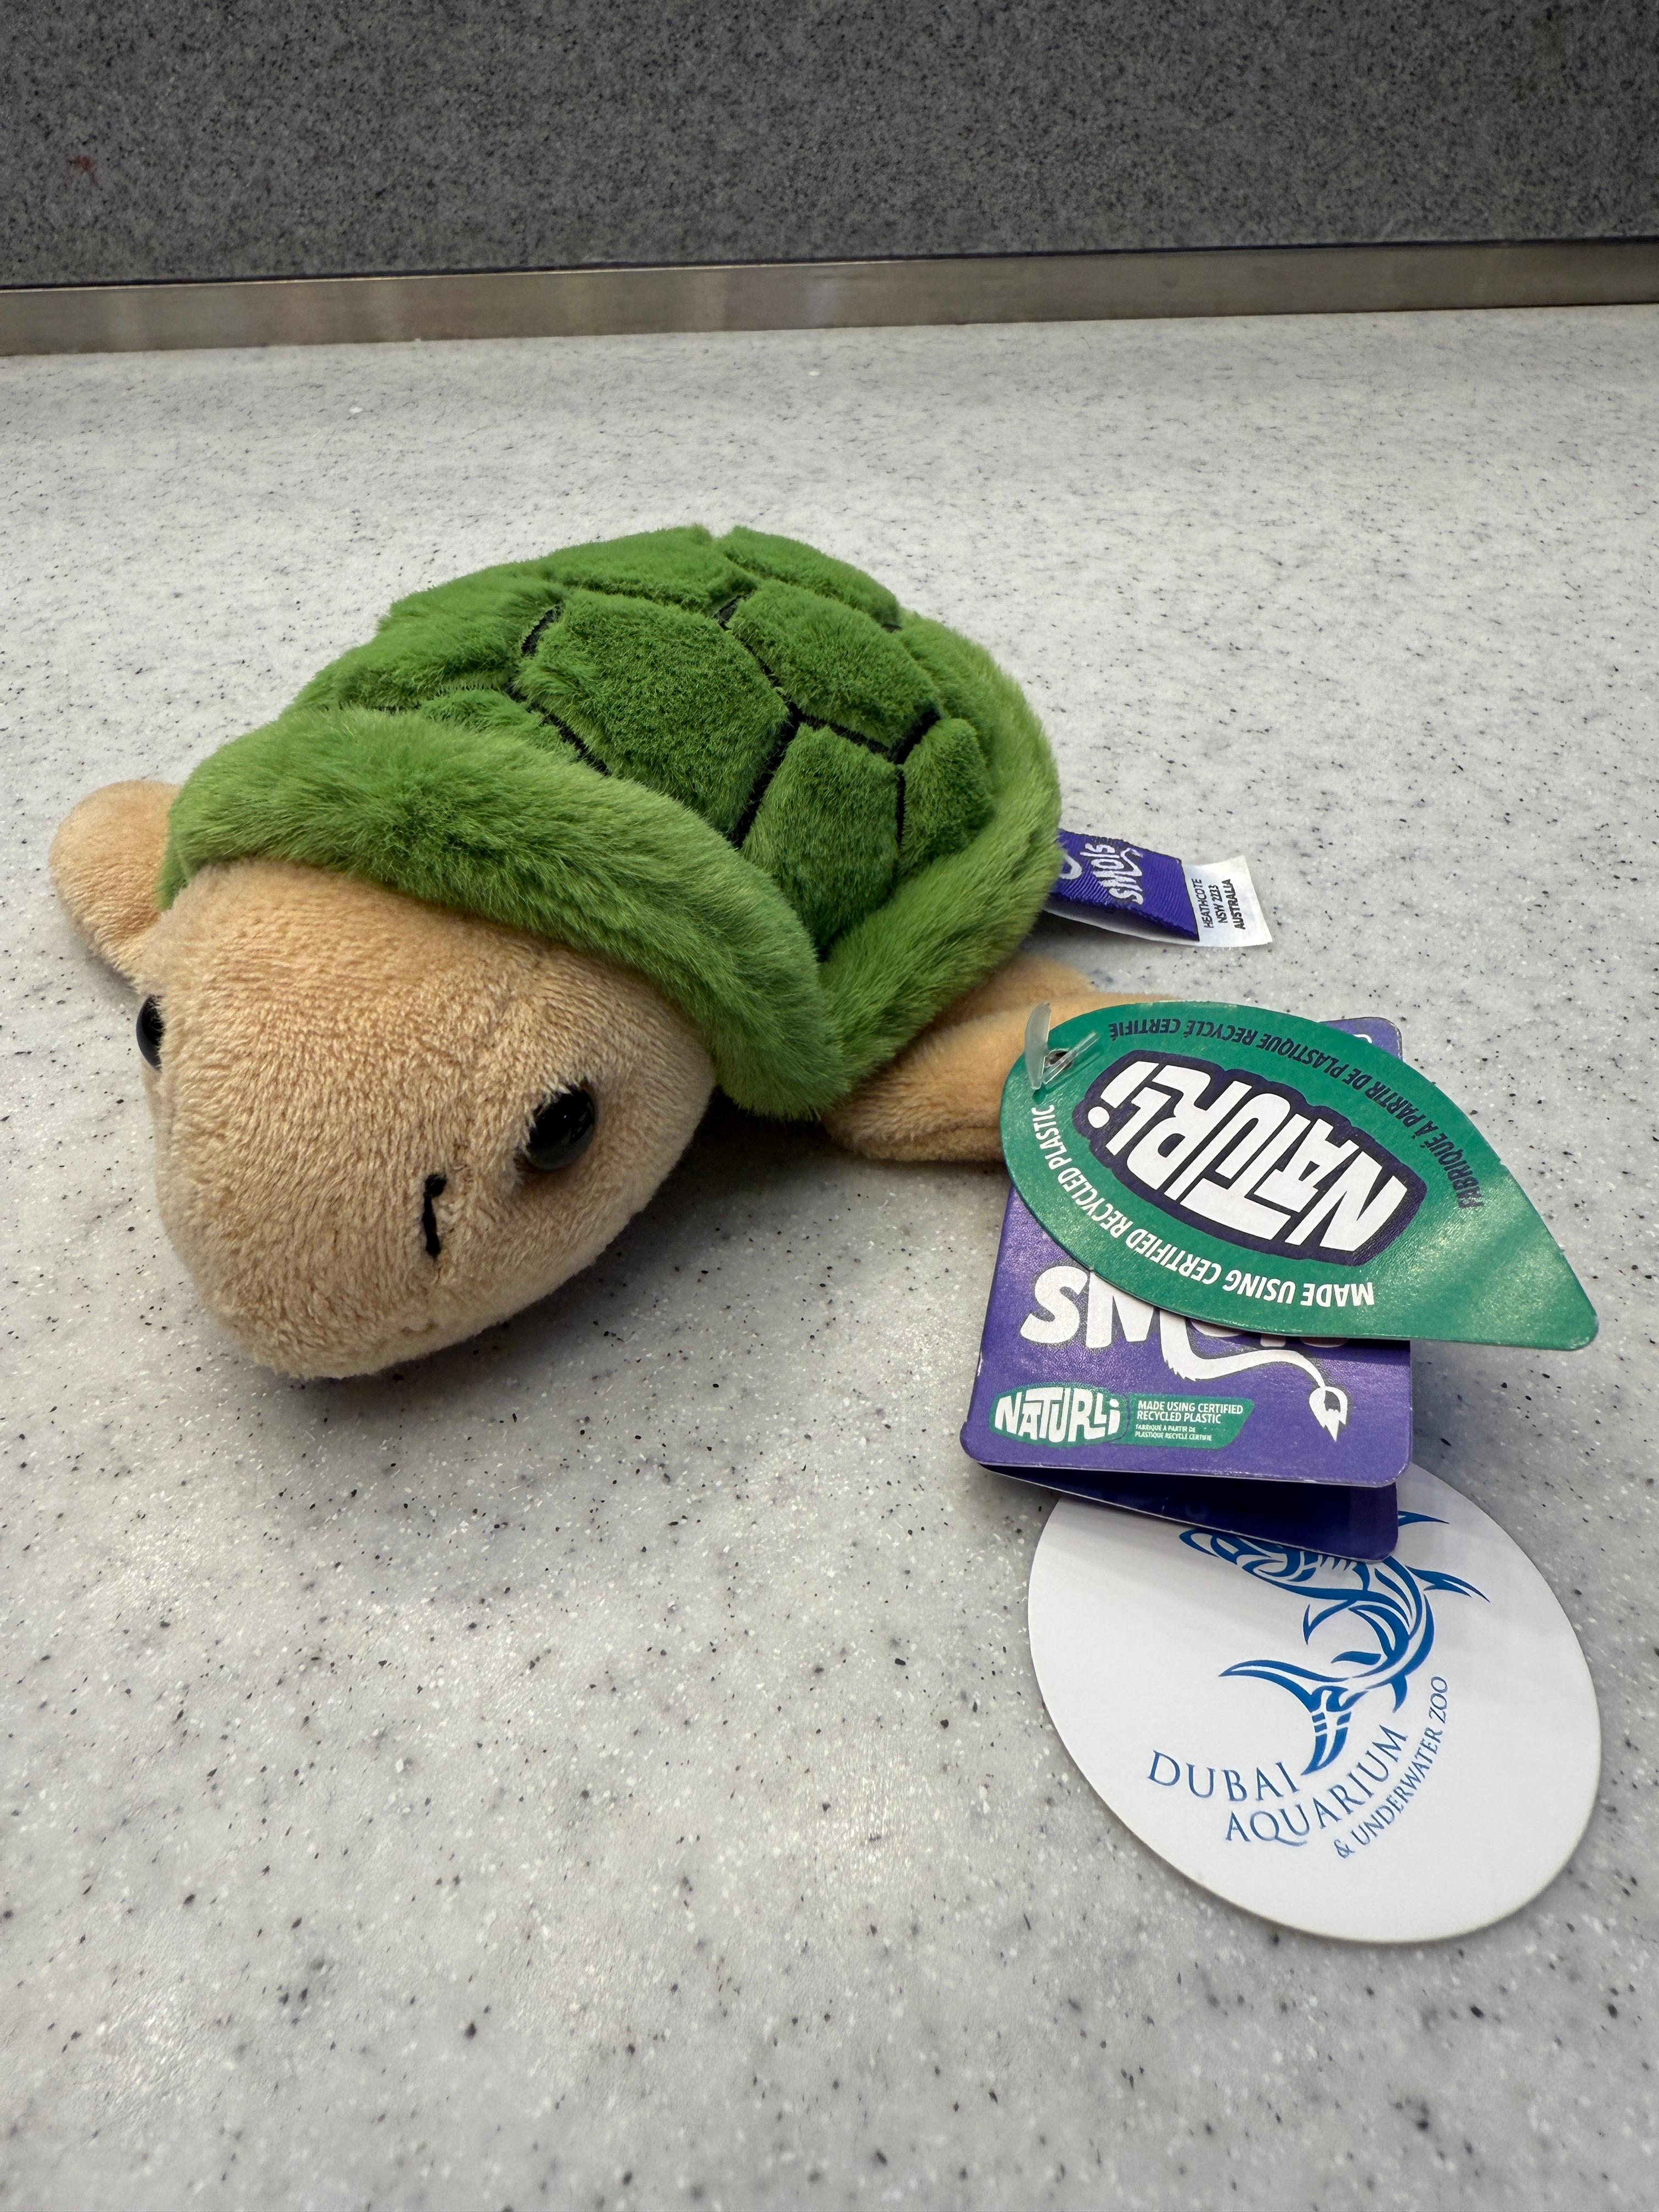 smols
HEATHCOTE
NSW 2233
AUSTRALIA
FABRIQUÉ À PARTIR DE PLASTIQUE RECYCLÉ CERTIFIÉ
NATURLi
MADE USING CERTIFIED RECYCLED PLASTIC
NATURLi
MADE USING CERTIFIED
RECYCLED PLASTIC
FABRIQUÉ À PARTIR DE
PLASTIQUE RECYCLÉ CERTIFIÉ
DUBAI
AQUARIUM
& UNDERWATER ZOO